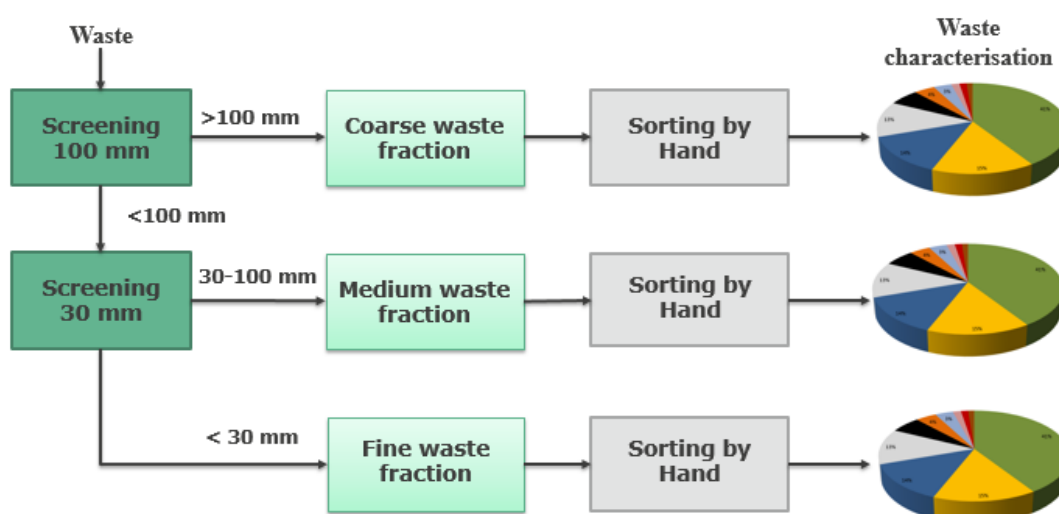 Waste
Waste
characterisation
Screening
100 mm
>100 mm
Coarse waste
fraction
Sorting by
Hand
<100 mm
Screening
30 mm
30-100 mm
Medium waste
fraction
Sorting by
Hand
< 30 mm
Fine waste
fraction
Sorting by
Hand